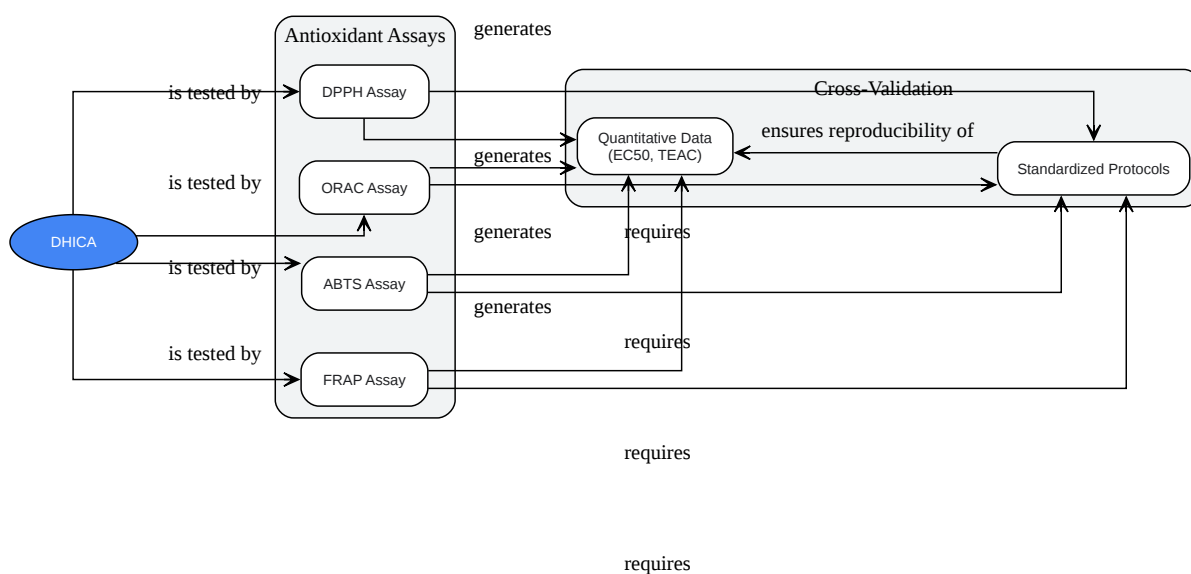 generates
Antioxidant Assays
DPPH Assay
is tested by
Cross-Validation
ensures reproducibility of
Quantitative Data
(EC50, TEAC)
generates
Standardized Protocols
is tested by
ORAC Assay
generates
requires
DHICA
is tested by
ABTS Assay
generates
requires
is tested by
FRAP Assay
requires
requires